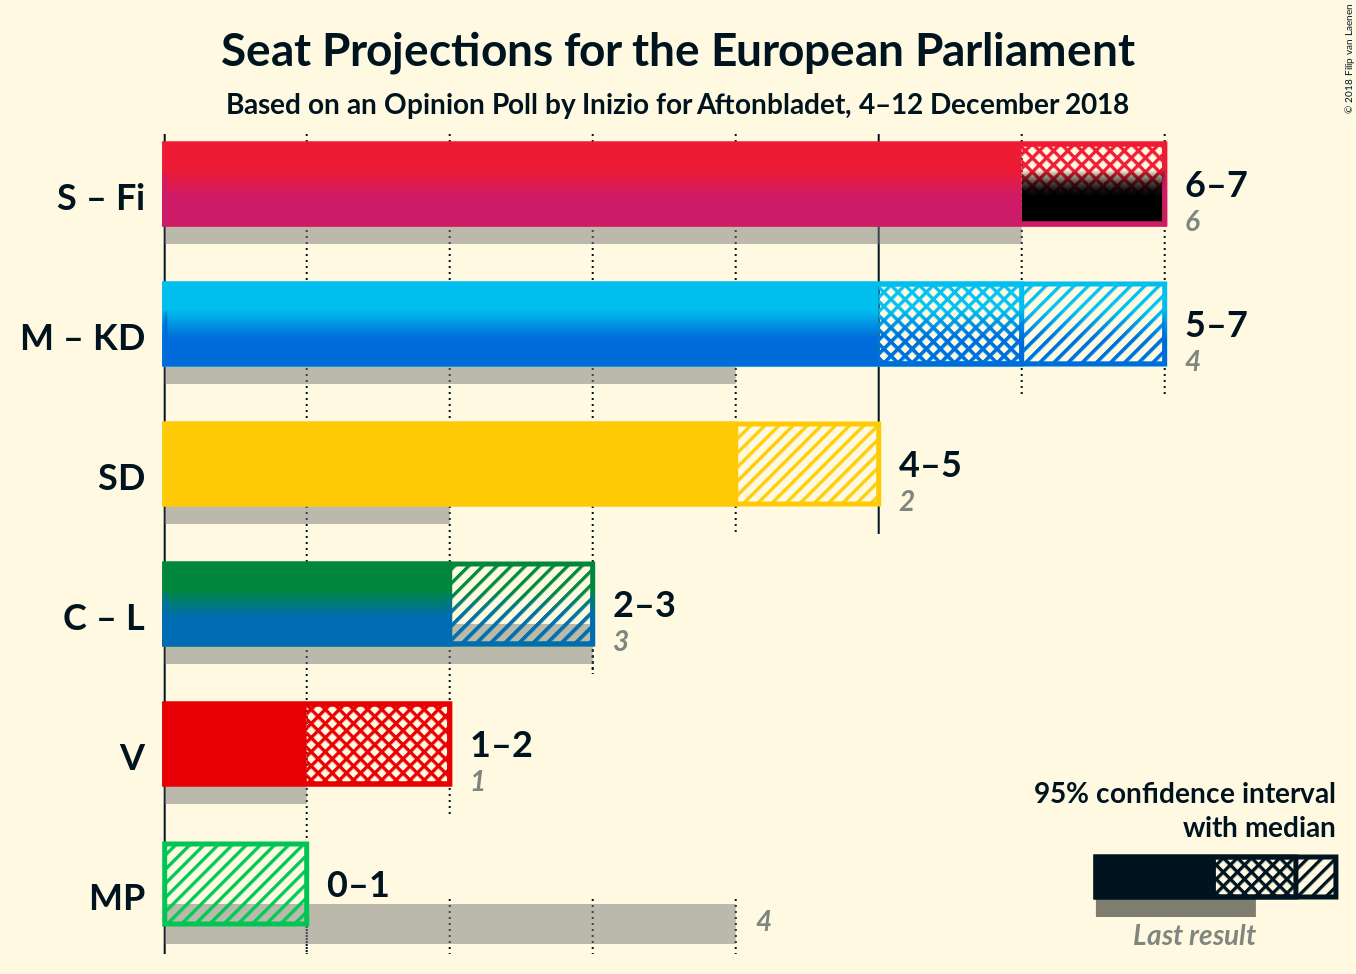 Seat Projections for the European Parliament
Based on an Opinion Poll by Inizio for Aftonbladet, 4–12 December 2018
© 2018 Filip van Laenen
S – Fi
6–7
6
M – KD
5–7
4
SD
4–5
2
C – L
2–3
3
V
1–2
1
MP
0–1
4
95% confidence interval
with median
Last result